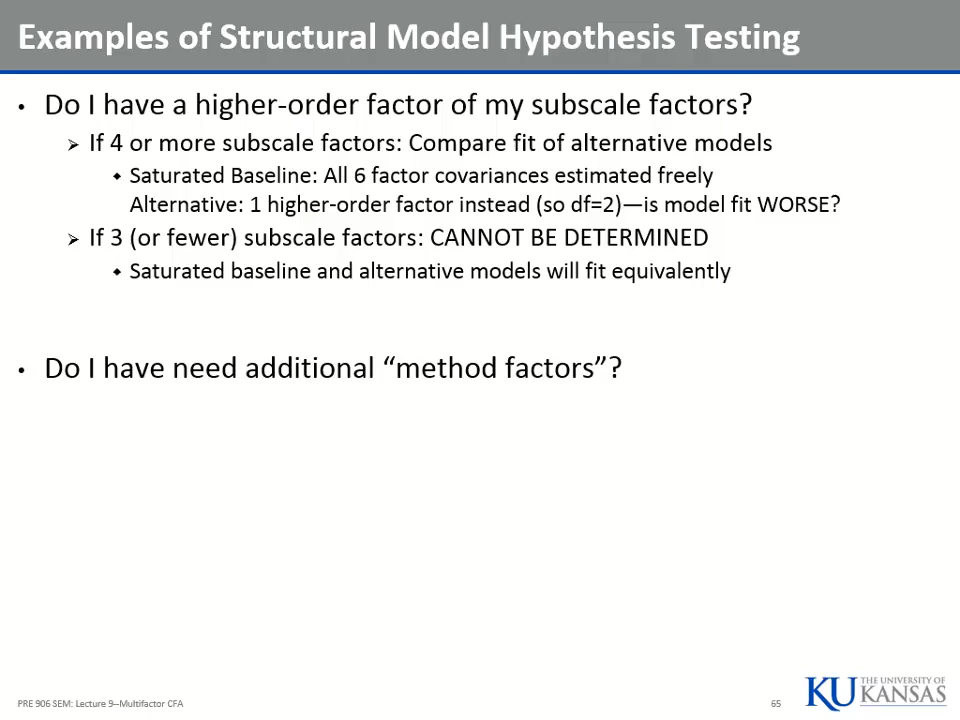 Examples of Structural Model Hypothesis Testing
• Do I have a higher-order factor of my subscale factors?
➢ If 4 or more subscale factors: Compare fit of alternative models
◆ Saturated Baseline: All 6 factor covariances estimated freely
Alternative: 1 higher-order factor instead (so df=2)—is model fit WORSE?
➢ If 3 (or fewer) subscale factors: CANNOT BE DETERMINED
◆ Saturated baseline and alternative models will fit equivalently
• Do I have need additional “method factors”?
PRE 906 SEM: Lecture 9--Multifactor CFA
65
KU THE UNIVERSITY OF
KANSAS